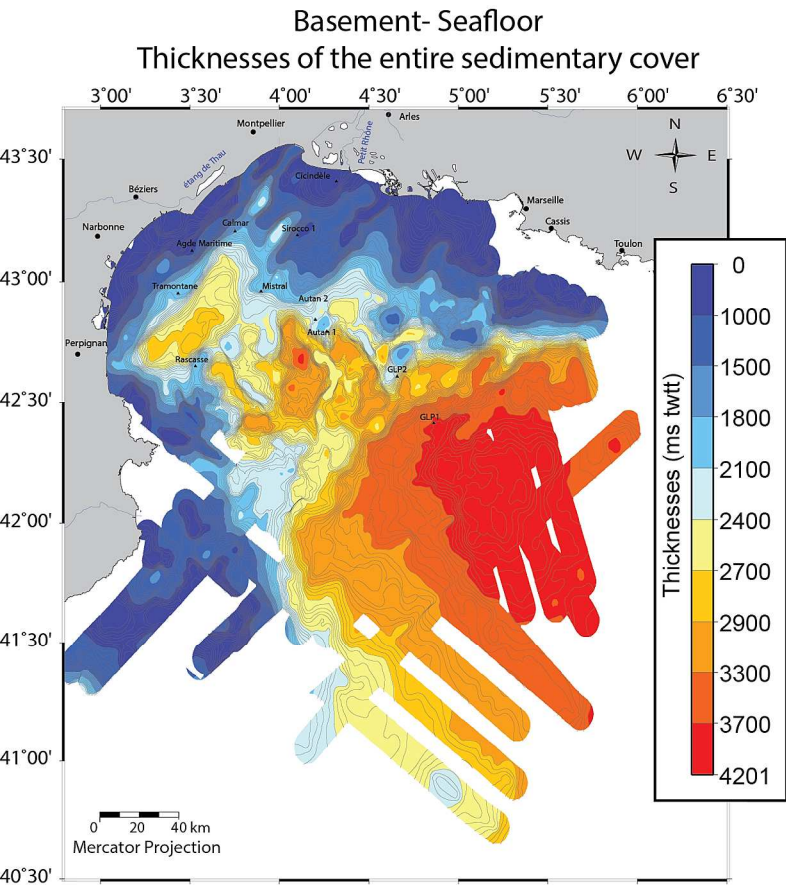 Basement- Seafloor
Thicknesses of the entire sedimentary cover
3°00' 3°30' 4°00' 4°30' 5°00' 5°30' 6°00' 6°30'
Arles
Montpellier
N
Petit Rhône
43°30'
W E
étang de Thau
Cicindèle
S
Béziers
Marseille
Calmar
Cassis
Narbonne
Sirocco 1
Agde Maritime
Toulon
0
43°00'
Tramontane
Mistral
Autan 2
1000
Autan 1
Perpignan
Rascasse
1500
GLP2
42°30'
1800
GLP1
2100
42°00'
2400
Thicknesses (ms twtt)
2700
2900
41°30'
3300
3700
41°00'
4201
0 20 40 km
Mercator Projection
40°30'